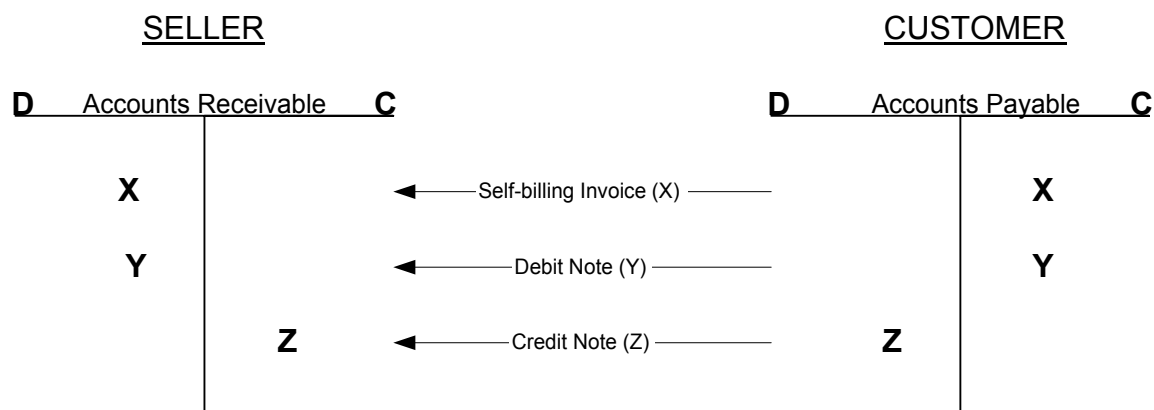 SELLER CUSTOMER
D Accounts Receivable C D Accounts Payable C
X Self-billing Invoice (X) X
Y Debit Note (Y) Y
Z Credit Note (Z) Z